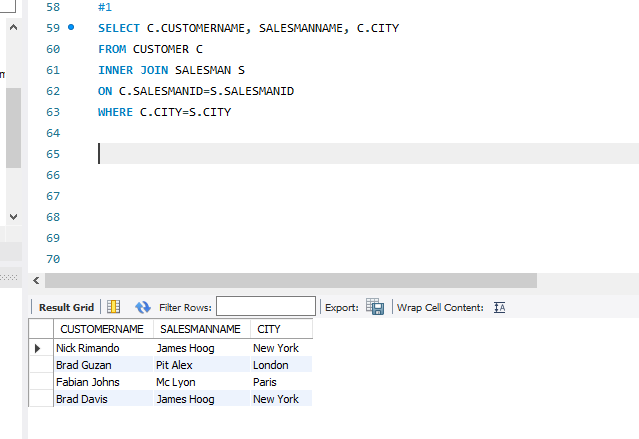 58 #1
59 SELECT C.CUSTOMERNAME, SALESMANNAME, C.CITY
60 FROM CUSTOMER C
61 INNER JOIN SALESMAN S
62 ON C.SALESMANID=S.SALESMANID
63 WHERE C.CITY=S.CITY
64
65
66
67
68
69
70
Result Grid Filter Rows: Export: Wrap Cell Content: IA
CUSTOMERNAME SALESMANNAME CITY
Nick Rimando James Hoog New York
Brad Guzan Pit Alex London
Fabian Johns Mc Lyon Paris
Brad Davis James Hoog New York